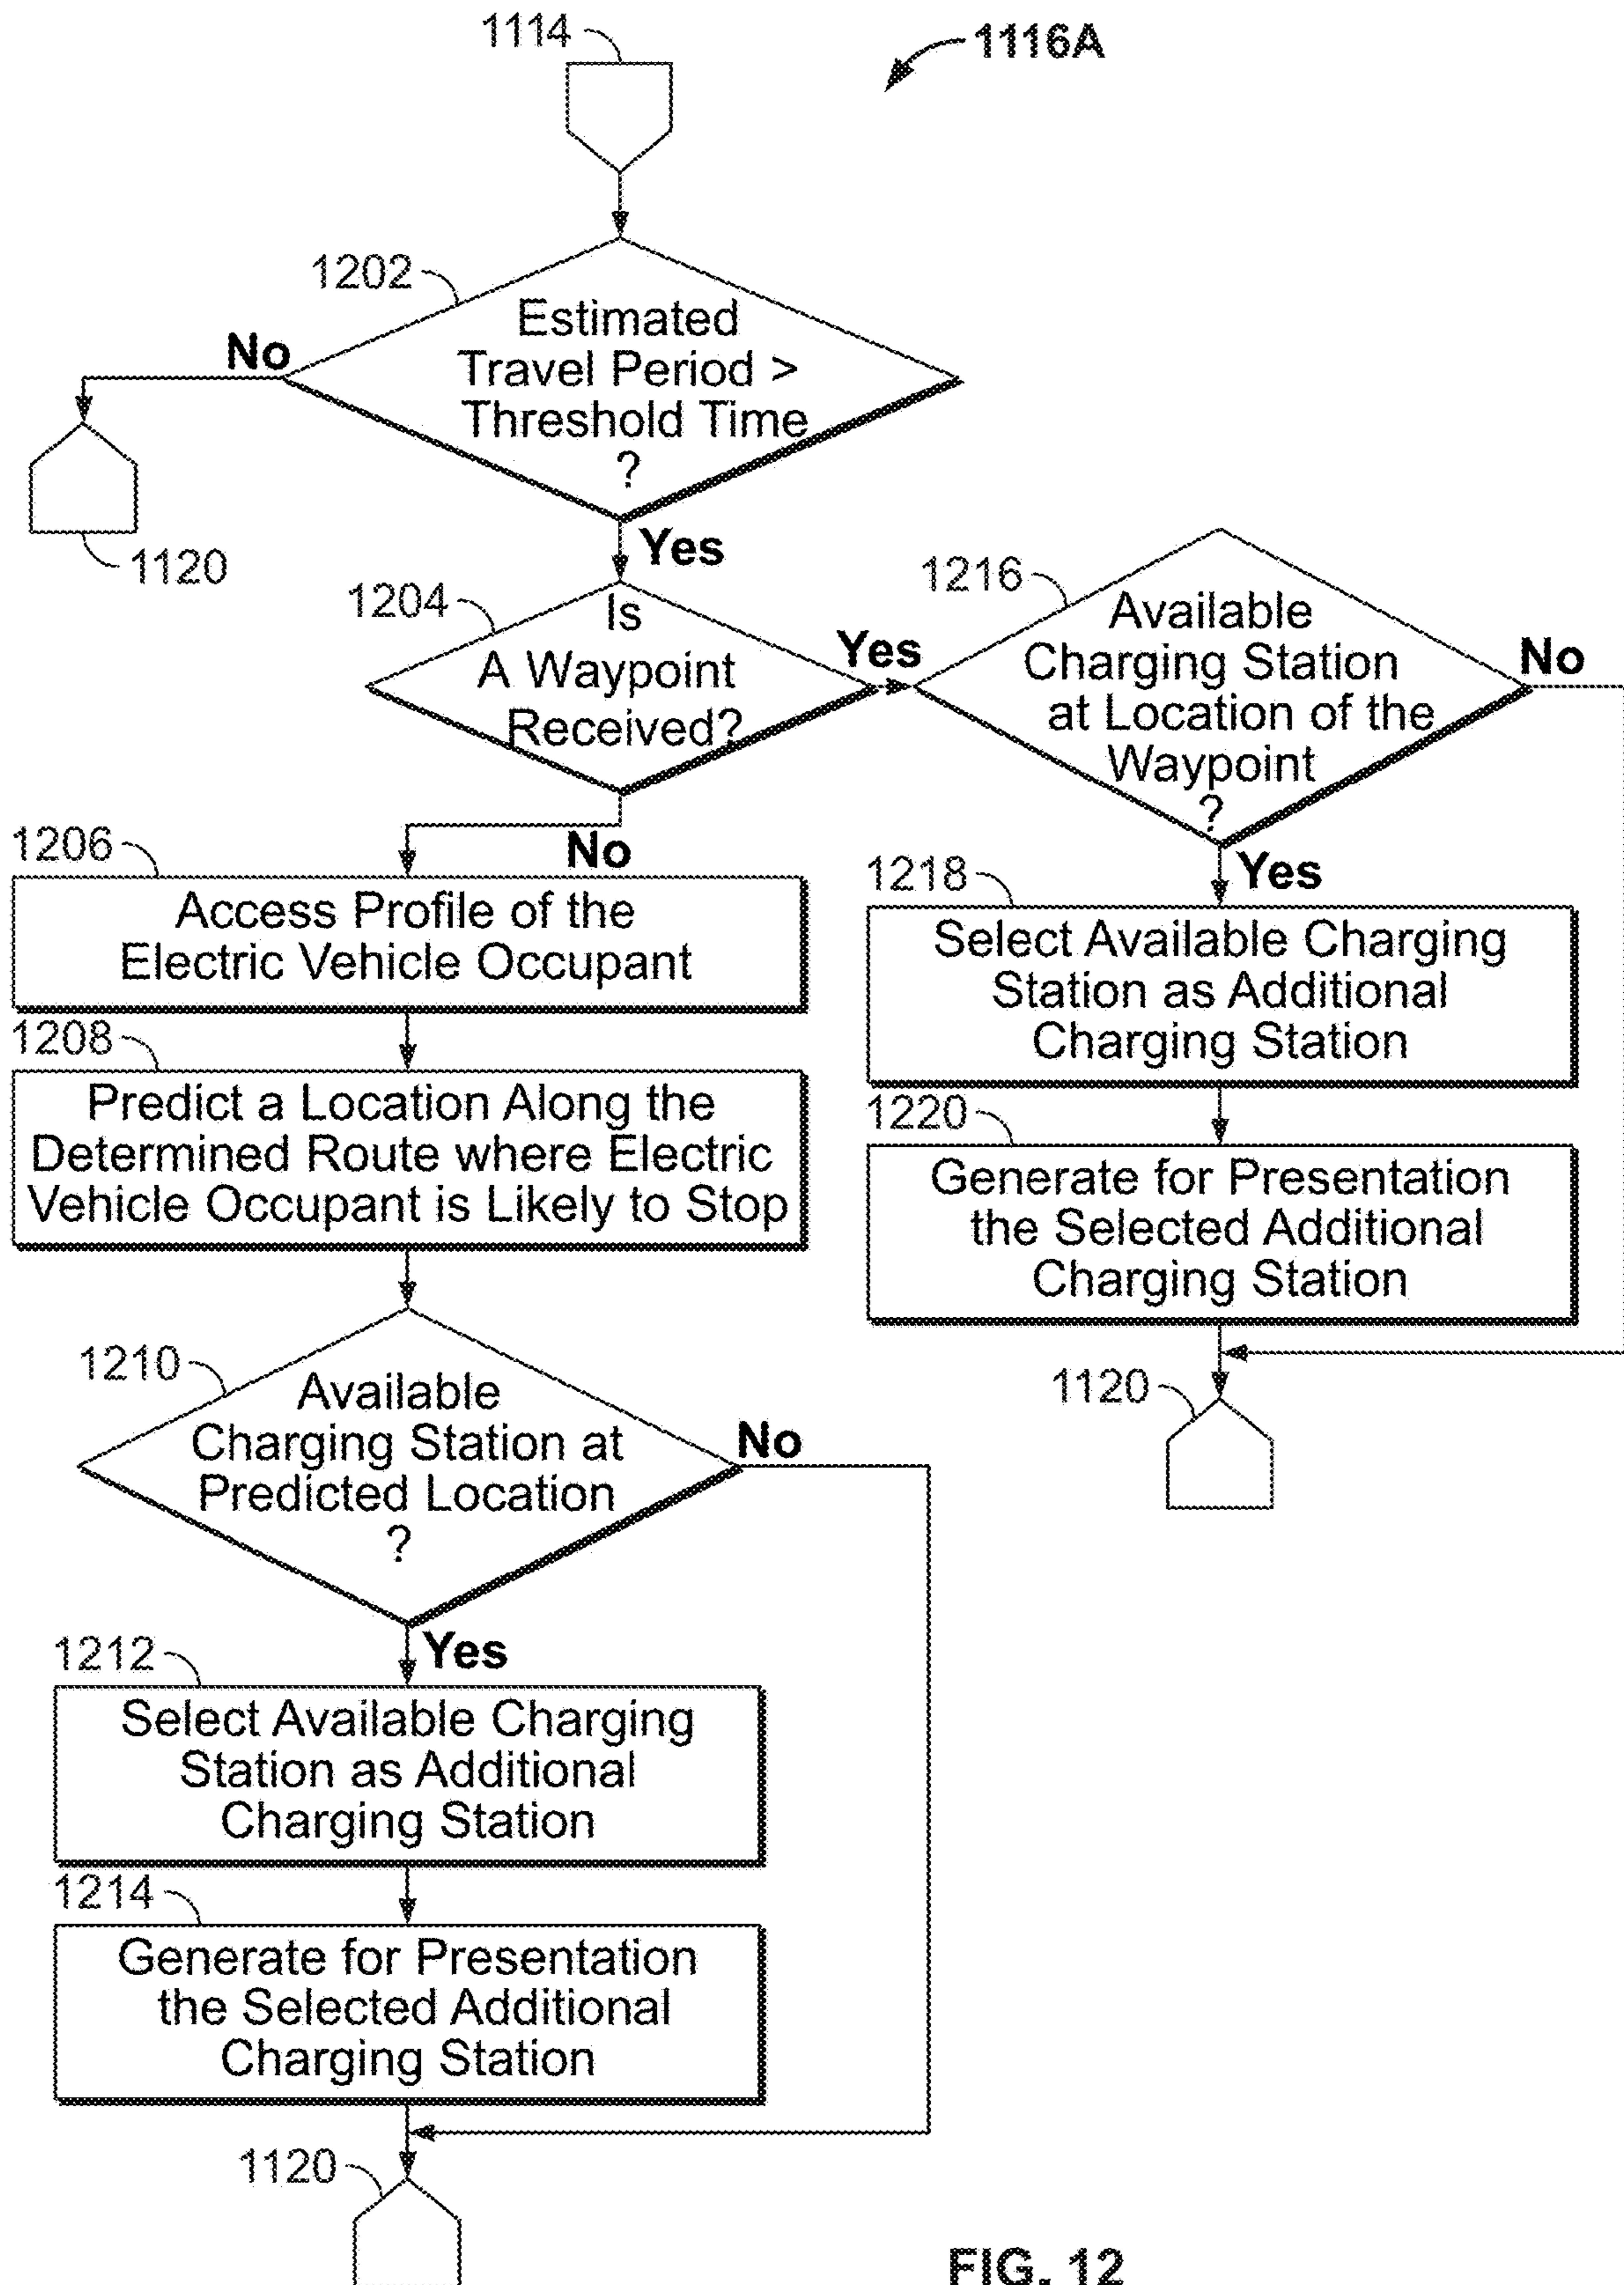 1114
1116A
1202
Estimated
Travel Period >
Threshold Time
?
No
1120
Yes
1204
Is
A Waypoint
Received?
Yes
1216
Available
Charging Station
at Location of the
Waypoint
?
No
No
Yes
1206
Access Profile of the
Electric Vehicle Occupant
1218
Select Available Charging
Station as Additional
Charging Station
1208
Predict a Location Along the
Determined Route where Electric
Vehicle Occupant is Likely to Stop
1220
Generate for Presentation
the Selected Additional
Charging Station
1120
1210
Available
Charging Station at
Predicted Location
?
No
Yes
1212
Select Available Charging
Station as Additional
Charging Station
1214
Generate for Presentation
the Selected Additional
Charging Station
1120
FIG. 12